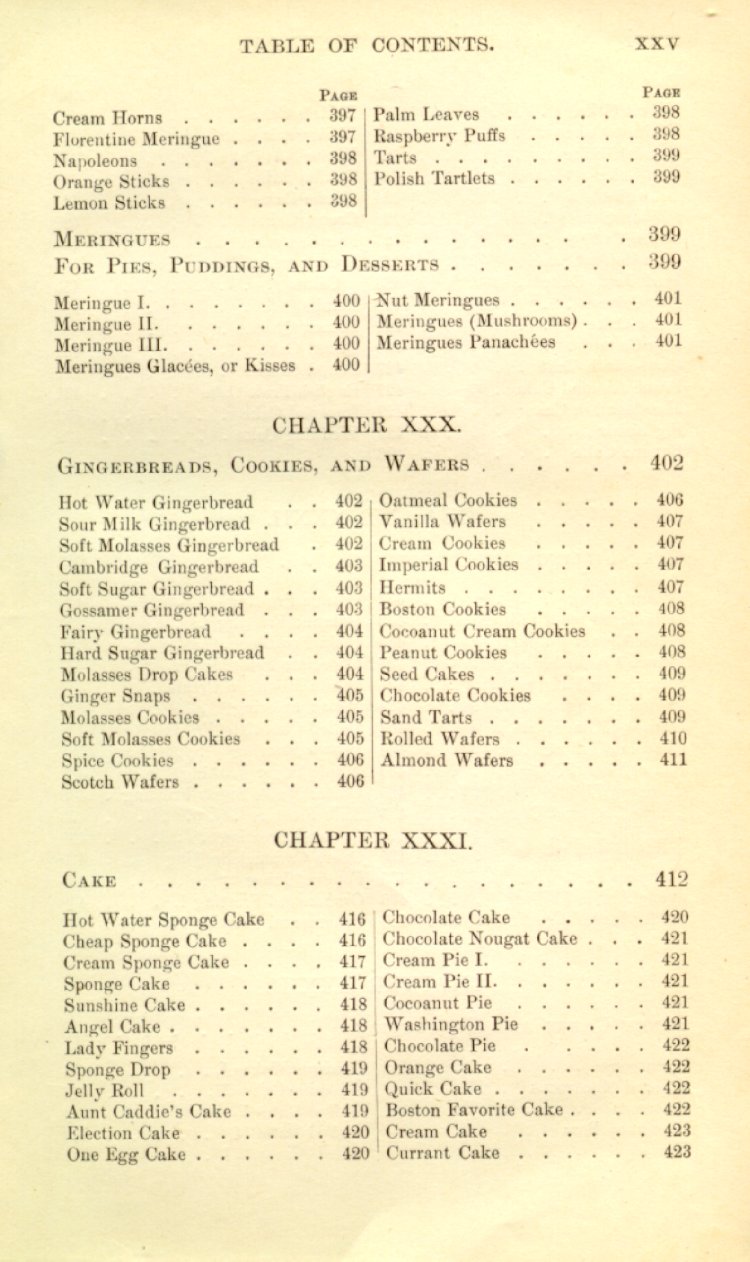 TABLE OF CONTENTS. XXV
PAGE
Cream Horns . . . . . . 397
Florentine Meringue . . . . 397
Napoleons . . . . . . . 398
Orange Sticks . . . . . . 398
Lemon Sticks . . . . . . 398
PAGE
Palm Leaves . . . . . . 398
Raspberry Puffs . . . . . 398
Tarts . . . . . . . . . 399
Polish Tartlets . . . . . . 399
MERINGUES . . . . . . . . . . . . . . . 399
FOR PIES, PUDDINGS, AND DESSERTS . . . . . . . 399
Meringue I. . . . . . . . 400
Meringue II. . . . . . . 400
Meringue III. . . . . . . 400
Meringues Glacées, or Kisses . 400
Nut Meringues . . . . . . 401
Meringues (Mushrooms) . . . 401
Meringues Panachées . . . 401
CHAPTER XXX.
GINGERBREADS, COOKIES, AND WAFERS . . . . . . 402
Hot Water Gingerbread . . 402
Sour Milk Gingerbread . . . 402
Soft Molasses Gingerbread . 402
Cambridge Gingerbread . . 403
Soft Sugar Gingerbread . . . 403
Gossamer Gingerbread . . . 403
Fairy Gingerbread . . . . 404
Hard Sugar Gingerbread . . 404
Molasses Drop Cakes . . . 404
Ginger Snaps . . . . . . 405
Molasses Cookies . . . . . 405
Soft Molasses Cookies . . . 405
Spice Cookies . . . . . . 406
Scotch Wafers . . . . . . 406
Oatmeal Cookies . . . . . 406
Vanilla Wafers . . . . . 407
Cream Cookies . . . . . 407
Imperial Cookies . . . . . 407
Hermits . . . . . . . 407
Boston Cookies . . . . . 408
Cocoanut Cream Cookies . . 408
Peanut Cookies . . . . . 408
Seed Cakes . . . . . . . 409
Chocolate Cookies . . . . 409
Sand Tarts . . . . . . . 409
Rolled Wafers . . . . . . 410
Almond Wafers . . . . . 411
CHAPTER XXXI.
CAKE . . . . . . . . . . . . . . . . . . 412
Hot Water Sponge Cake . . 416
Cheap Sponge Cake . . . . 416
Cream Sponge Cake . . . . 417
Sponge Cake . . . . . . 417
Sunshine Cake . . . . . . 418
Angel Cake . . . . . . . 418
Lady Fingers . . . . . . 418
Sponge Drop . . . . . . 419
Jelly Roll . . . . . . . 419
Aunt Caddie's Cake . . . . 419
Election Cake . . . . . . 420
One Egg Cake . . . . . . 420
Chocolate Cake . . . . . 420
Chocolate Nougat Cake . . . 421
Cream Pie I. . . . . . . 421
Cream Pie II. . . . . . . 421
Cocoanut Pie . . . . . . 421
Washington Pie . . . . . 421
Chocolate Pie . . . . . 422
Orange Cake . . . . . . 422
Quick Cake . . . . . . . 422
Boston Favorite Cake . . . . 422
Cream Cake . . . . . . 423
Currant Cake . . . . . . 423